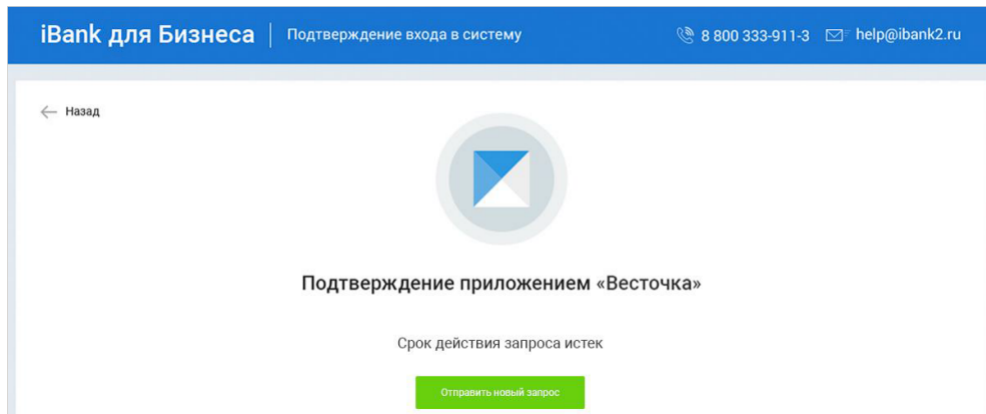 iBank для Бизнеса Подтверждение входа в систему 8 800 333-911-3 help@ibank2.ru
Назад
Подтверждение приложением «Весточка»
Срок действия запроса истек
Отправить новый запрос